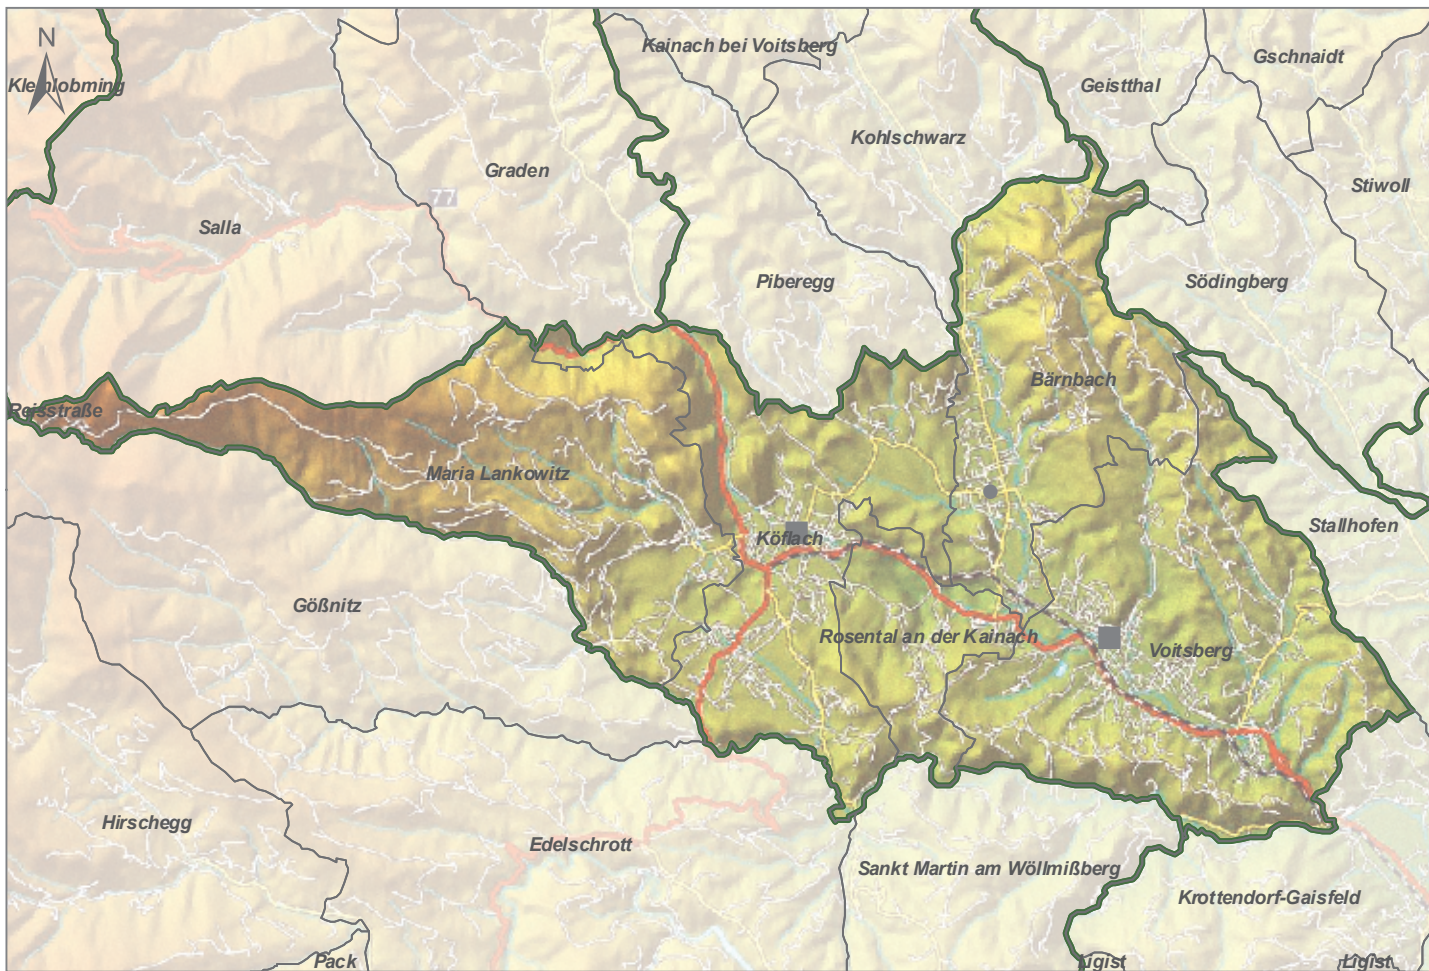 N
Kainach bei Voitsberg
Gschnaidt
Kleinlobming
Geistthal
Kohlschwarz
Graden
Stiwoll
77
Salla
Piberegg
Södingberg
Bärnbach
Reisstraße
Maria Lankowitz
Stallhofen
Köflach
Gößnitz
Rosental an der Kainach
Voitsberg
Hirschegg
Edelschrott
Sankt Martin am Wöllmißberg
Krottendorf-Gaisfeld
Pack
Ligist
Ligist